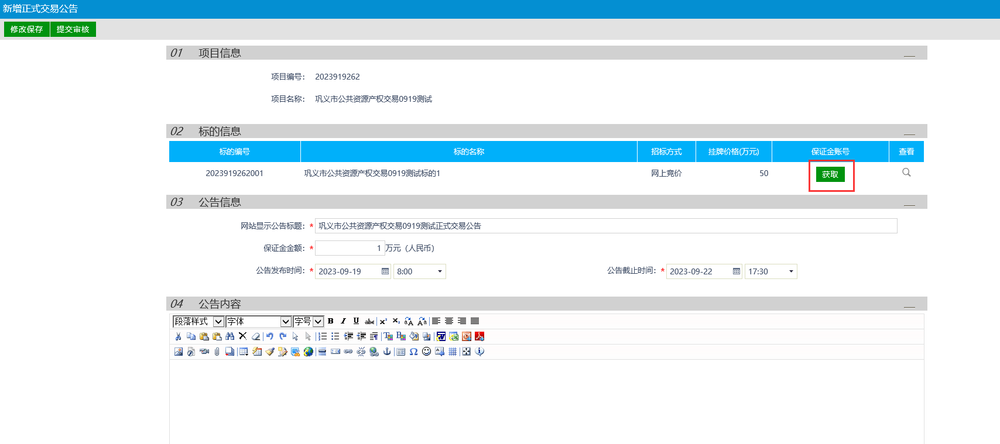 新增正式交易公告
修改保存 提交审核
01 项目信息
项目编号： 2023919262
项目名称： 巩义市公共资源产权交易0919测试
02 标的信息
标的编号 标的名称 招标方式 挂牌价格(万元) 保证金账号 查看
2023919262001 巩义市公共资源产权交易0919测试标的1 网上竞价 50 获取
03 公告信息
网站显示公告标题：* 巩义市公共资源产权交易0919测试正式交易公告
保证金金额：* 1 万元（人民币）
公告发布时间：* 2023-09-19 8:00 公告截止时间：* 2023-09-22 17:30
04 公告内容
段落样式 字体 字号 B I U abc